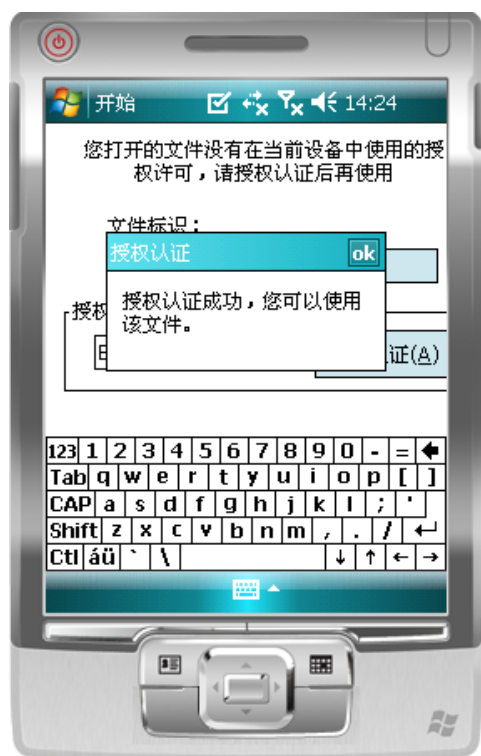 开始
14:24
您打开的文件没有在当前设备中使用的授
权许可，请授权认证后再使用
文件标识：
授权认证
ok
授权认证成功，您可以使用
该文件。
授权
证(A)
123 1 2 3 4 5 6 7 8 9 0 - =
Tab q w e r t y u i o p [ ]
CAP a s d f g h j k l ; '
Shift z x c v b n m , . /
Ctl áü ` \ ↓ ↑ ← →